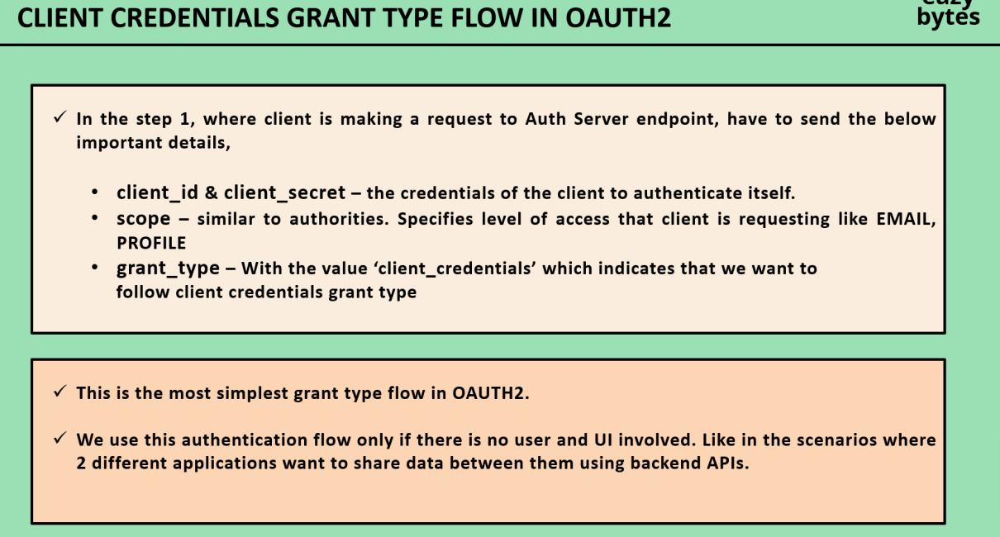 CLIENT CREDENTIALS GRANT TYPE FLOW IN OAUTH2
eazy
bytes
✓ In the step 1, where client is making a request to Auth Server endpoint, have to send the below
important details,
• client_id & client_secret – the credentials of the client to authenticate itself.
• scope – similar to authorities. Specifies level of access that client is requesting like EMAIL,
PROFILE
• grant_type – With the value ‘client_credentials’ which indicates that we want to
follow client credentials grant type
✓ This is the most simplest grant type flow in OAUTH2.
✓ We use this authentication flow only if there is no user and UI involved. Like in the scenarios where
2 different applications want to share data between them using backend APIs.